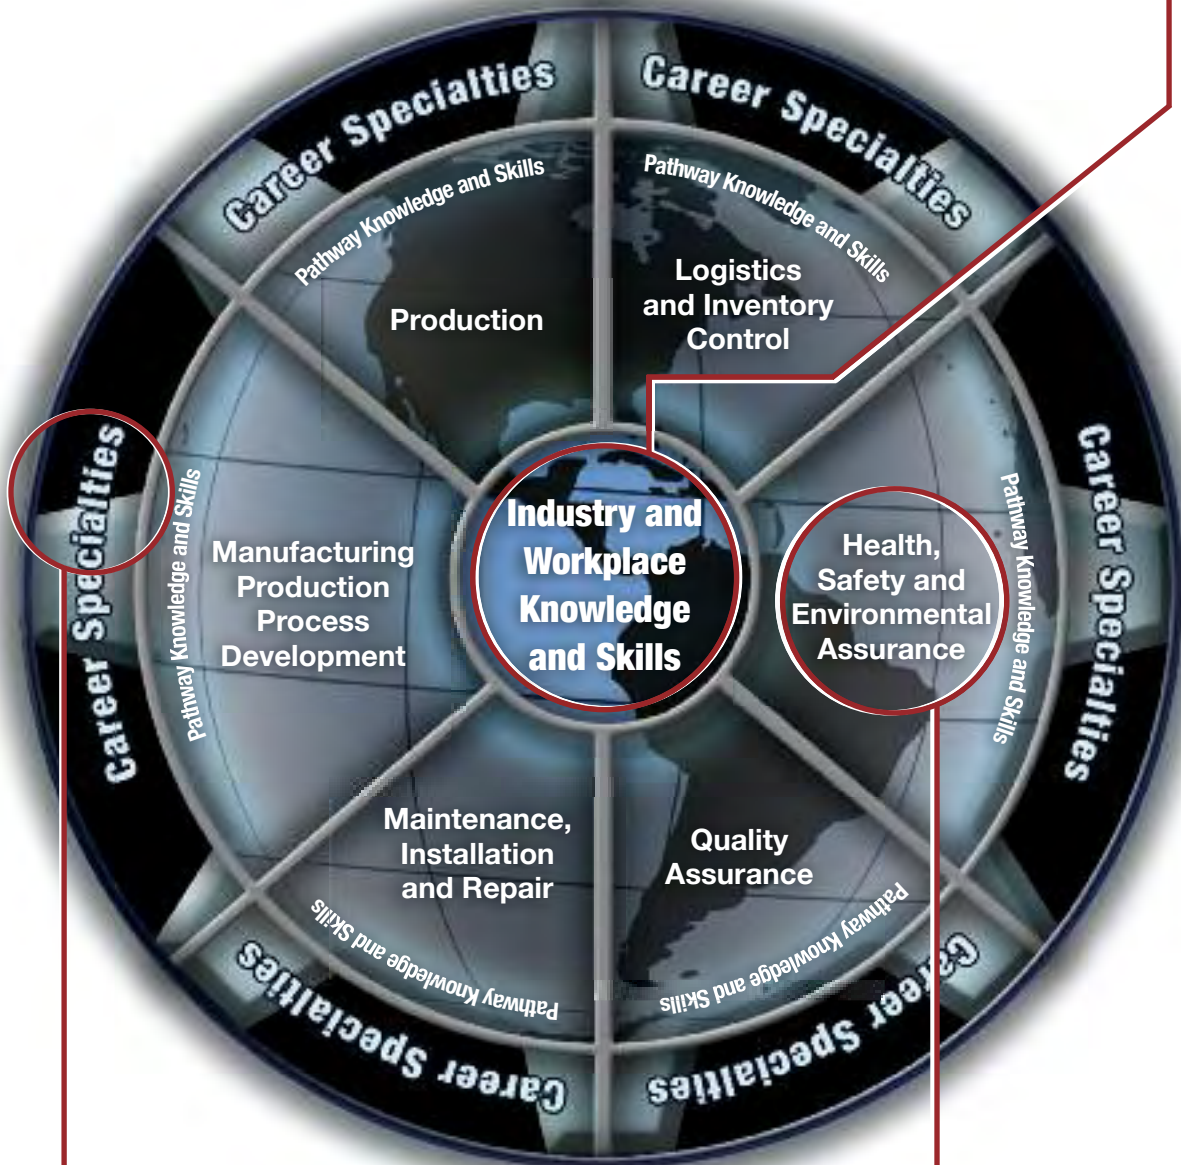 Career Specialties
Career Specialties
Pathway Knowledge and Skills
Pathway Knowledge and Skills
Production
Logistics
and Inventory
Control
Career Specialties
Pathway Knowledge and Skills
Manufacturing
Production
Process
Development
Industry and
Workplace
Knowledge
and Skills
Health,
Safety and
Environmental
Assurance
Pathway Knowledge and Skills
Career Specialties
Maintenance,
Installation
and Repair
Quality
Assurance
Pathway Knowledge and Skills
Pathway Knowledge and Skills
Career Specialties
Career Specialties